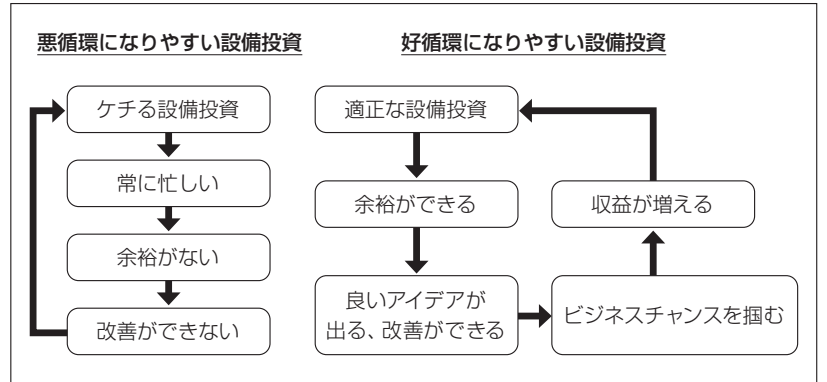 悪循環になりやすい設備投資
ケチる設備投資
常に忙しい
余裕がない
改善ができない
好循環になりやすい設備投資
適正な設備投資
余裕ができる
良いアイデアが
出る、改善ができる
ビジネスチャンスを掴む
収益が増える